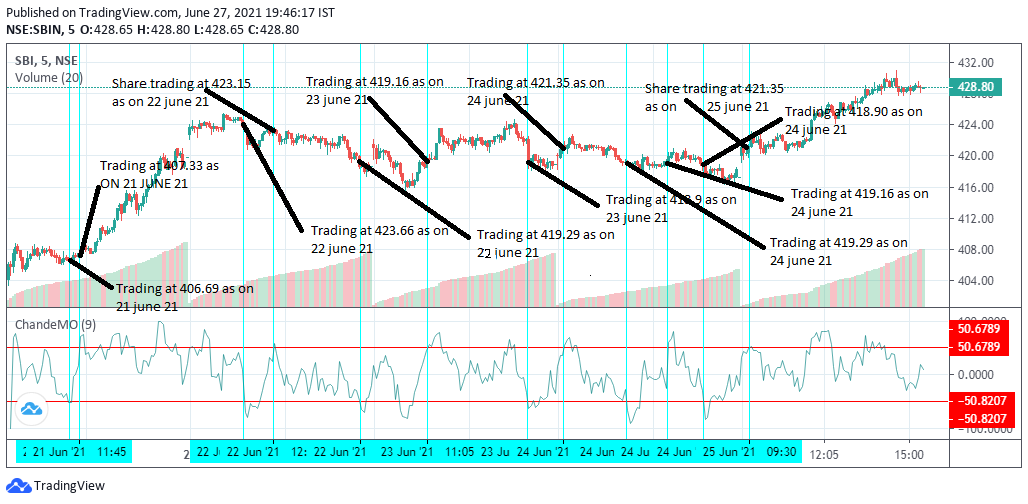 Published on TradingView.com, June 27, 2021 19:46:17 IST
NSE:SBIN, 5 O:428.65 H:428.80 L:428.65 C:428.80
SBI, 5, NSE
Volume (20)
Share trading at 423.15
as on 22 june 21
Trading at 419.16 as on
23 june 21
Trading at 421.35 as on
24 june 21
Share trading at 421.35
as on 25 june 21
Trading at 418.90 as on
24 june 21
Trading at 407.33 as
ON 21 JUNE 21
Trading at 419.16 as on
24 june 21
Trading at 418.9 as on
23 june 21
Trading at 423.66 as on
22 june 21
Trading at 419.29 as on
22 june 21
Trading at 419.29 as on
24 june 21
Trading at 406.69 as on
21 june 21
432.00
428.80
424.00
420.00
416.00
412.00
408.00
404.00
ChandeMO (9)
50.6789
50.6789
0.0000
−50.8207
−50.8207
2 21 Jun '21 11:45 2 22 J 22 Jun '21 12: 22 Jun '21 23 Jun '21 11:05 23 Jun '21 24 Jun '21 24 Ju 24 Jun '21 25 Jun '21 09:30 12:05 15:00
TradingView